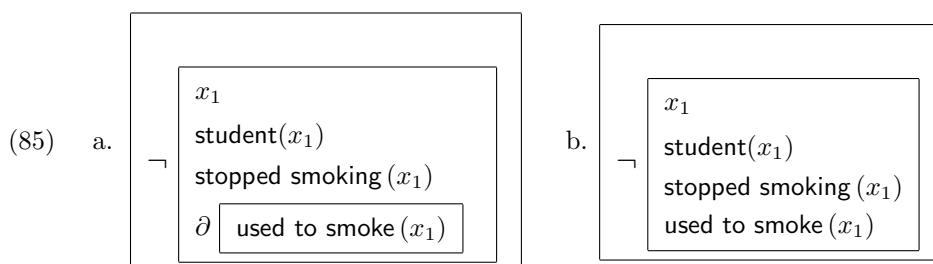 x₁ x₁
student(x₁) student(x₁)
(85) a. ¬ b. ¬
stopped smoking (x₁) stopped smoking (x₁)
∂ used to smoke (x₁) used to smoke (x₁)